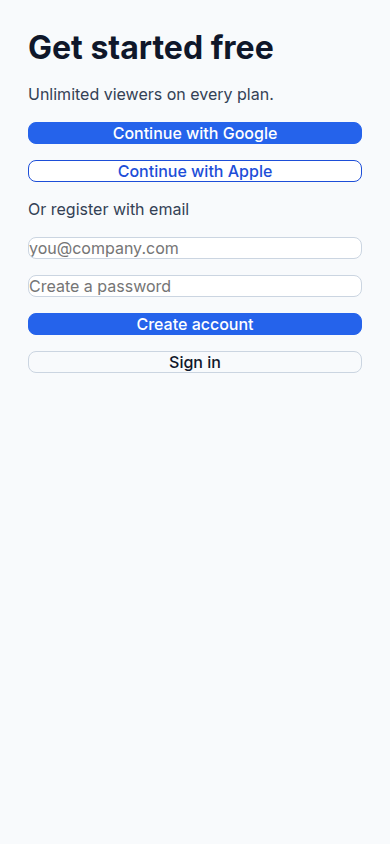 Get started free
Unlimited viewers on every plan.
Continue with Google
Continue with Apple
Or register with email
you@company.com
Create a password
Create account
Sign in